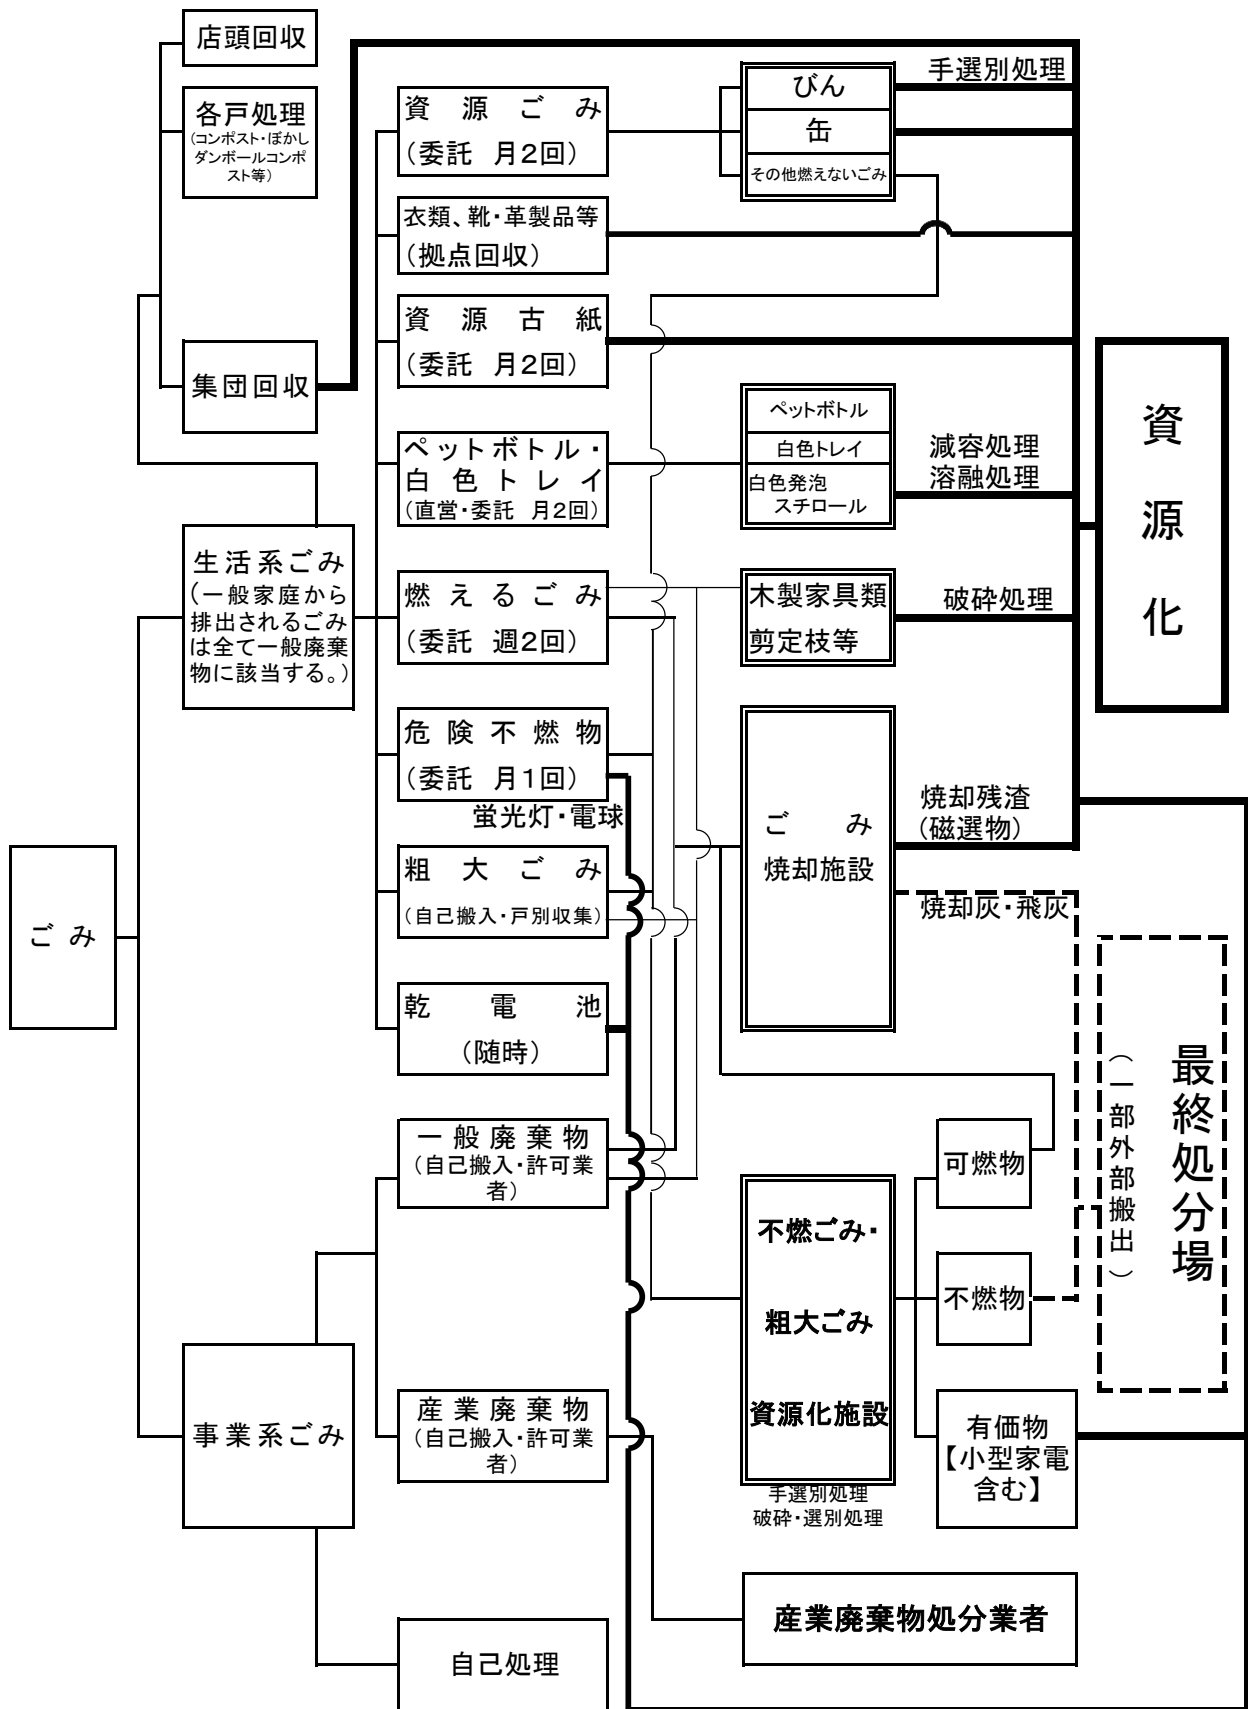 店頭回収
各戸処理
(コンポスト・ぼかし
ダンボールコンポ
スト等)
集団回収
生活系ごみ
(一般家庭から
排出されるごみ
は全て一般廃棄
物に該当する。)
ごみ
事業系ごみ
資源ごみ
(委託 月2回)
衣類、靴・革製品等
(拠点回収)
資源古紙
(委託 月2回)
ペットボトル・
白色トレイ
(直営・委託 月2回)
燃えるごみ
(委託 週2回)
危険不燃物
(委託 月1回)
蛍光灯・電球
粗大ごみ
(自己搬入・戸別収集)
乾電池
(随時)
一般廃棄物
(自己搬入・許可業
者)
産業廃棄物
(自己搬入・許可業
者)
自己処理
びん
缶
その他燃えないごみ
手選別処理
ペットボトル
白色トレイ
白色発泡
スチロール
減容処理
溶融処理
木製家具類
剪定枝等
破砕処理
ごみ
焼却施設
焼却残渣
(磁選物)
焼却灰・飛灰
不燃ごみ・
粗大ごみ
資源化施設
手選別処理
破砕・選別処理
可燃物
不燃物
有価物
【小型家電
含む】
産業廃棄物処分業者
資源化
最終処分場
(一部外部搬出)